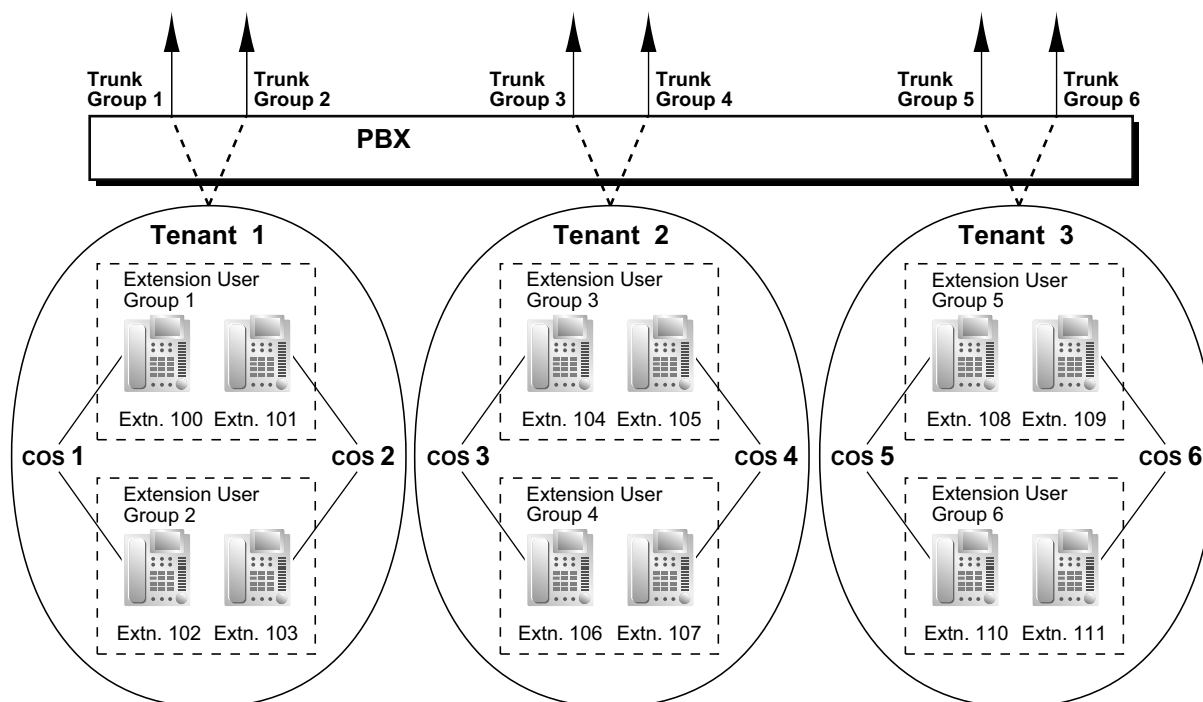 Trunk
Group 1
Trunk
Group 2
Trunk
Group 3
Trunk
Group 4
Trunk
Group 5
Trunk
Group 6
PBX
Tenant 1
Extension User
Group 1
Extn. 100
Extn. 101
COS 1
COS 2
Extension User
Group 2
Extn. 102
Extn. 103
Tenant 2
Extension User
Group 3
Extn. 104
Extn. 105
COS 3
COS 4
Extension User
Group 4
Extn. 106
Extn. 107
Tenant 3
Extension User
Group 5
Extn. 108
Extn. 109
COS 5
COS 6
Extension User
Group 6
Extn. 110
Extn. 111